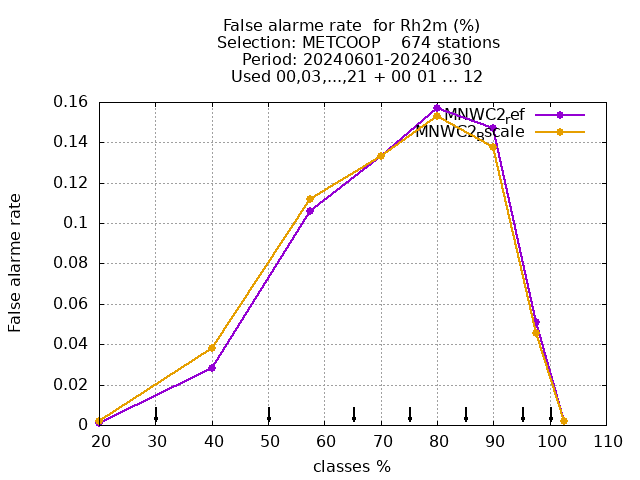 False alarme rate  for Rh2m (%)
Selection: METCOOP    674 stations
Period: 20240601-20240630
Used 00,03,...,21 + 00 01 ... 12
0.16
0.14
0.12
0.1
0.08
0.06
0.04
0.02
0
False alarme rate
MNWC2ref
MNWC2Bscale
20 30 40 50 60 70 80 90 100 110
classes %